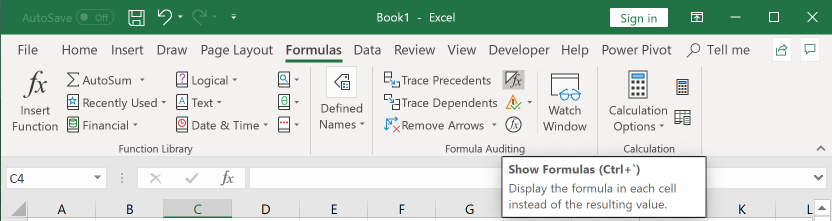 AutoSave Off Book1 - Excel Sign in
File Home Insert Draw Page Layout Formulas Data Review View Developer Help Power Pivot Tell me
fx Insert Function
AutoSum
Recently Used
Financial
Logical
Text
Date & Time
Function Library
Defined Names
Trace Precedents
Trace Dependents
Remove Arrows
fx
fx
Watch Window
Formula Auditing
Calculation Options
Calculation
Show Formulas (Ctrl+`)
Display the formula in each cell
instead of the resulting value.
C4 fx
A B C D E F G K L